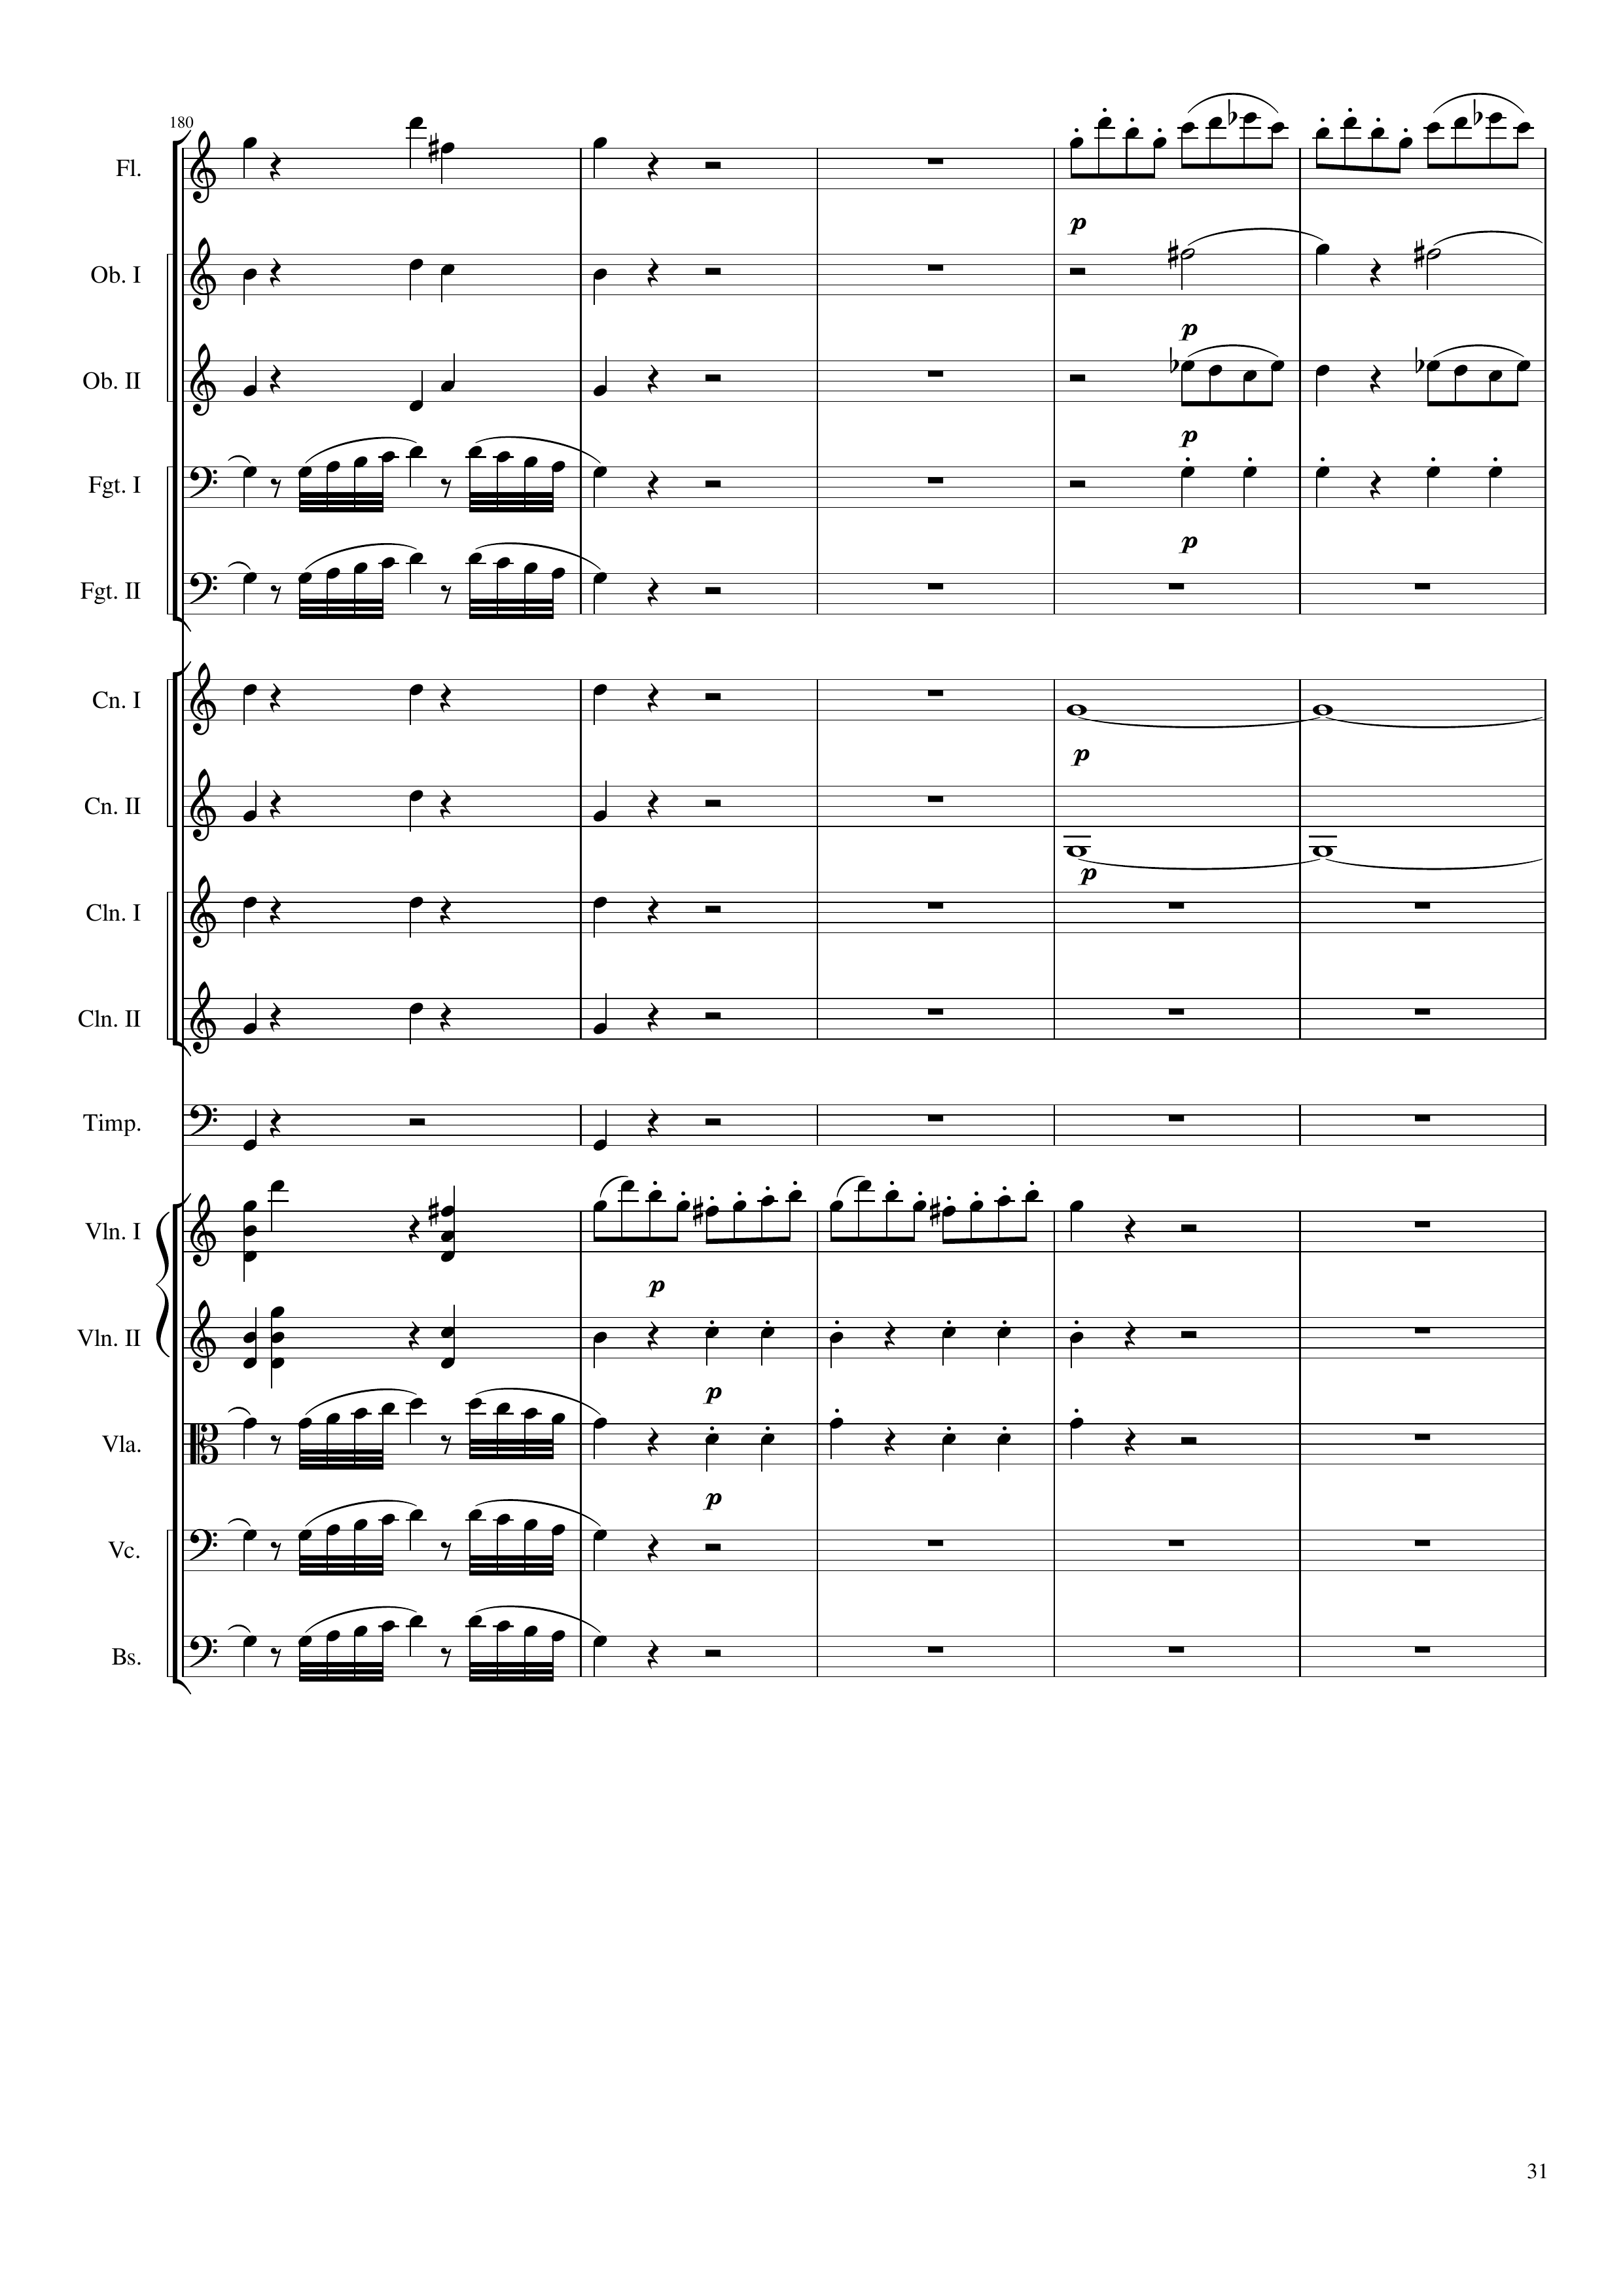 180
Fl.
p
Ob. I
p
Ob. II
p
Fgt. I
p
Fgt. II
Cn. I
p
Cn. II
p
Cln. I
Cln. II
Timp.
Vln. I
p
Vln. II
p
Vla.
p
Vc.
Bs.
31